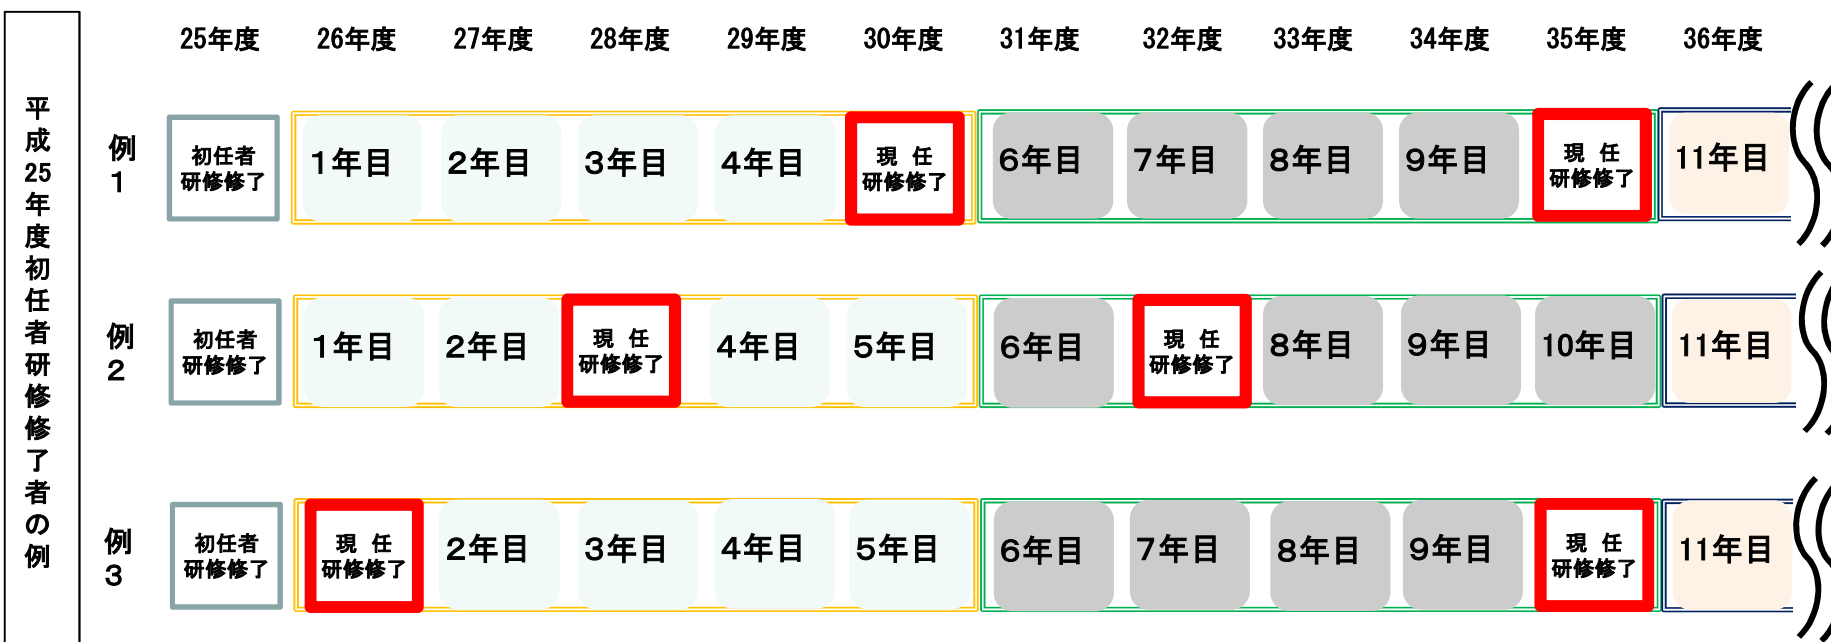 平成25年度初任者研修修了者の例
25年度 26年度 27年度 28年度 29年度 30年度 31年度 32年度 33年度 34年度 35年度 36年度
例1
初任者
研修修了
1年目 2年目 3年目 4年目
現 任
研修修了
6年目 7年目 8年目 9年目
現 任
研修修了
11年目
例2
初任者
研修修了
1年目 2年目
現 任
研修修了
4年目 5年目 6年目
現 任
研修修了
8年目 9年目 10年目 11年目
例3
初任者
研修修了
現 任
研修修了
2年目 3年目 4年目 5年目 6年目 7年目 8年目 9年目
現 任
研修修了
11年目